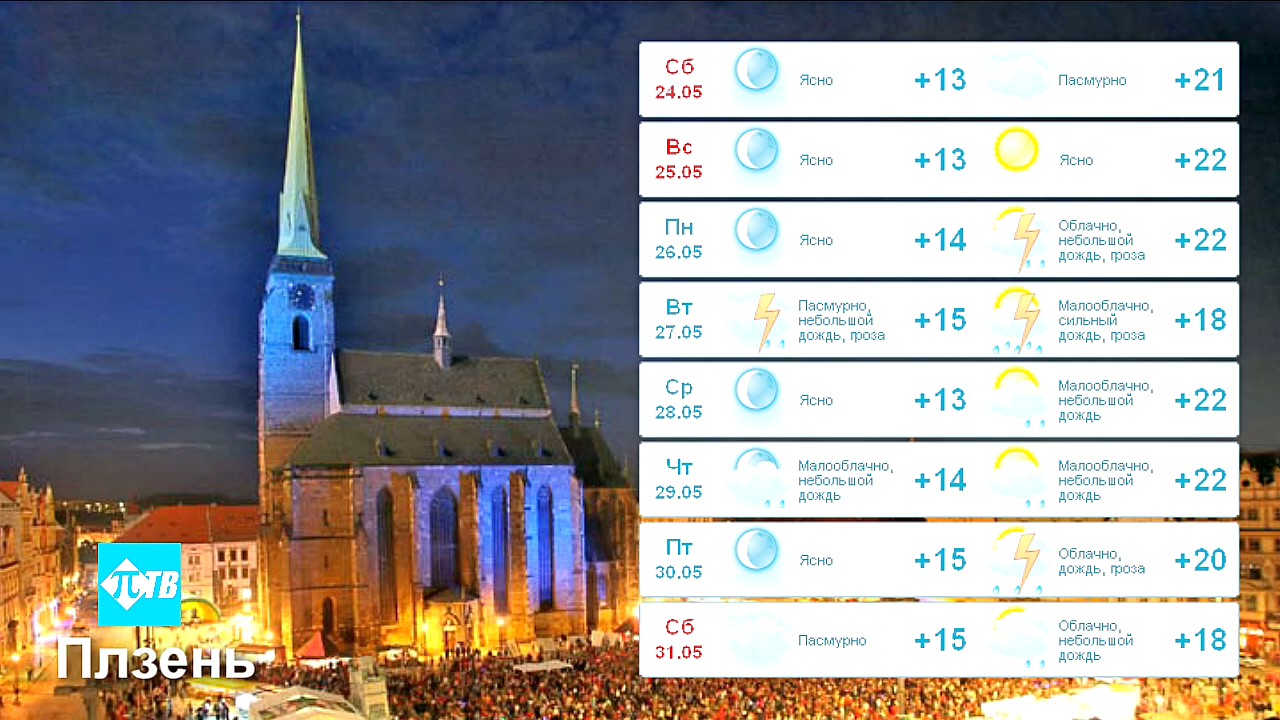 Сб
24.05
Ясно
+13
Пасмурно
+21
Вс
25.05
Ясно
+13
Ясно
+22
Пн
26.05
Ясно
+14
Облачно,
небольшой
дождь, гроза
+22
Вт
27.05
Пасмурно,
небольшой
дождь, гроза
+15
Малооблачно,
сильный
дождь, гроза
+18
Ср
28.05
Ясно
+13
Малооблачно,
небольшой
дождь
+22
Чт
29.05
Малооблачно,
небольшой
дождь
+14
Малооблачно,
небольшой
дождь
+22
Пт
30.05
Ясно
+15
Облачно,
дождь, гроза
+20
Сб
31.05
Пасмурно
+15
Облачно,
небольшой
дождь
+18
πTB
Плзень